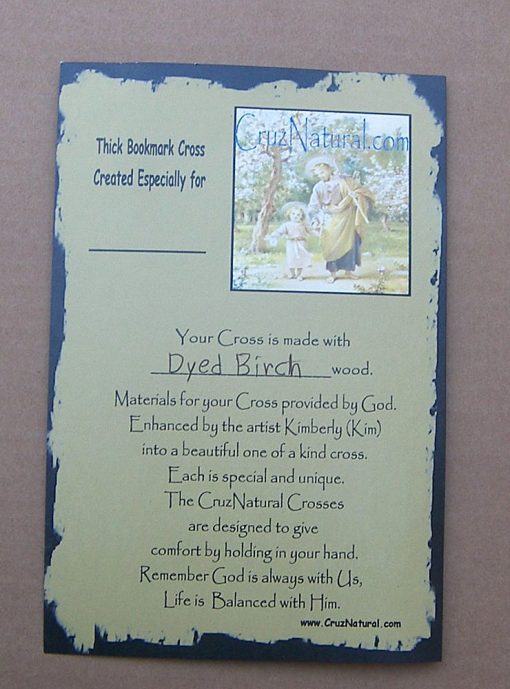 CruzNatural.com
Thick Bookmark Cross
Created Especially for
Your Cross is made with
Dyed Birch wood.
Materials for your Cross provided by God.
Enhanced by the artist Kimberly (Kim)
into a beautiful one of a kind cross.
Each is special and unique.
The CruzNatural Crosses
are designed to give
comfort by holding in your hand.
Remember God is always with Us,
Life is Balanced with Him.
www.CruzNatural.com